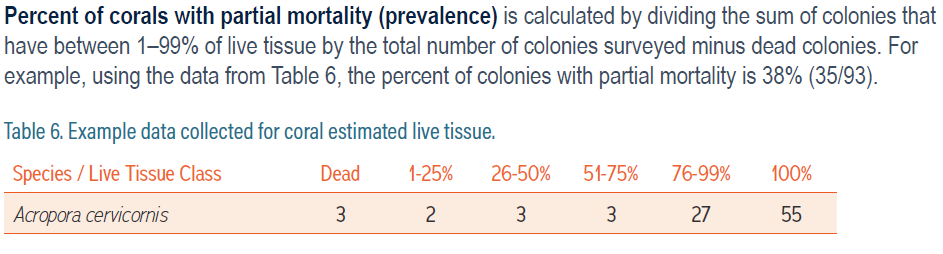 Percent of corals with partial mortality (prevalence) is calculated by dividing the sum of colonies that
have between 1–99% of live tissue by the total number of colonies surveyed minus dead colonies. For
example, using the data from Table 6, the percent of colonies with partial mortality is 38% (35/93).
Table 6. Example data collected for coral estimated live tissue.
Species / Live Tissue Class Dead 1-25% 26-50% 51-75% 76-99% 100%
Acropora cervicornis 3 2 3 3 27 55